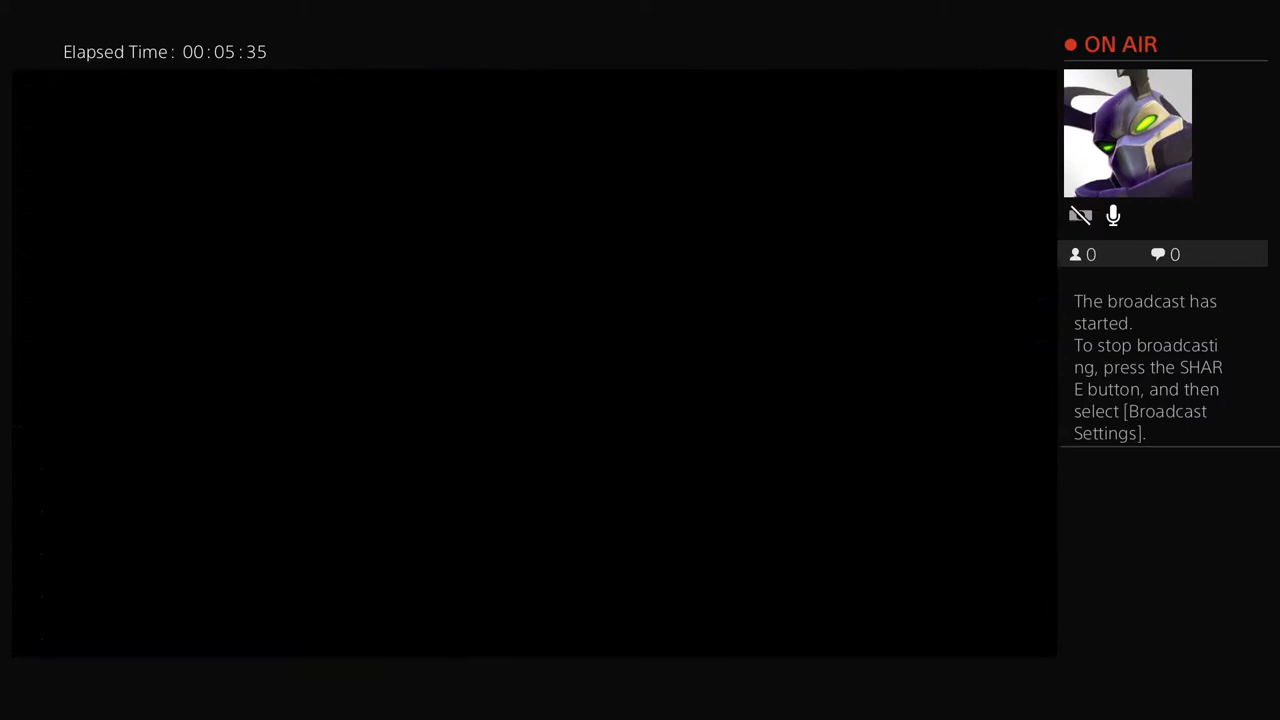 Elapsed Time: 00:05:35
ON AIR
0 0
The broadcast has
started.
To stop broadcasti
ng, press the SHAR
E button, and then
select [Broadcast
Settings].